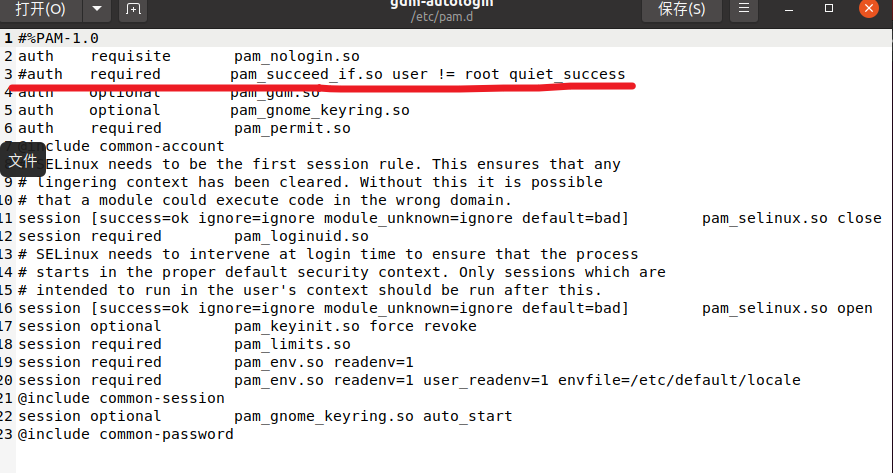 打开(O)
gdm-autologin
/etc/pam.d
保存(S)
1 #%PAM-1.0
2 auth requisite pam_nologin.so
3 #auth required pam_succeed_if.so user != root quiet_success
4 auth optional pam_gdm.so
5 auth optional pam_gnome_keyring.so
6 auth required pam_permit.so
7 @include common-account
文件
SELinux needs to be the first session rule. This ensures that any
9 # lingering context has been cleared. Without this it is possible
10 # that a module could execute code in the wrong domain.
11 session [success=ok ignore=ignore module_unknown=ignore default=bad] pam_selinux.so close
12 session required pam_loginuid.so
13 # SELinux needs to intervene at login time to ensure that the process
14 # starts in the proper default security context. Only sessions which are
15 # intended to run in the user's context should be run after this.
16 session [success=ok ignore=ignore module_unknown=ignore default=bad] pam_selinux.so open
17 session optional pam_keyinit.so force revoke
18 session required pam_limits.so
19 session required pam_env.so readenv=1
20 session required pam_env.so readenv=1 user_readenv=1 envfile=/etc/default/locale
21 @include common-session
22 session optional pam_gnome_keyring.so auto_start
23 @include common-password